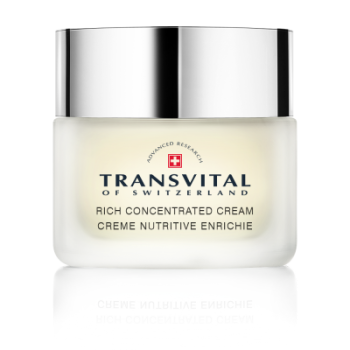 ADVANCED RESEARCH
TRANSVITAL
OF SWITZERLAND
RICH CONCENTRATED CREAM
CREME NUTRITIVE ENRICHIE